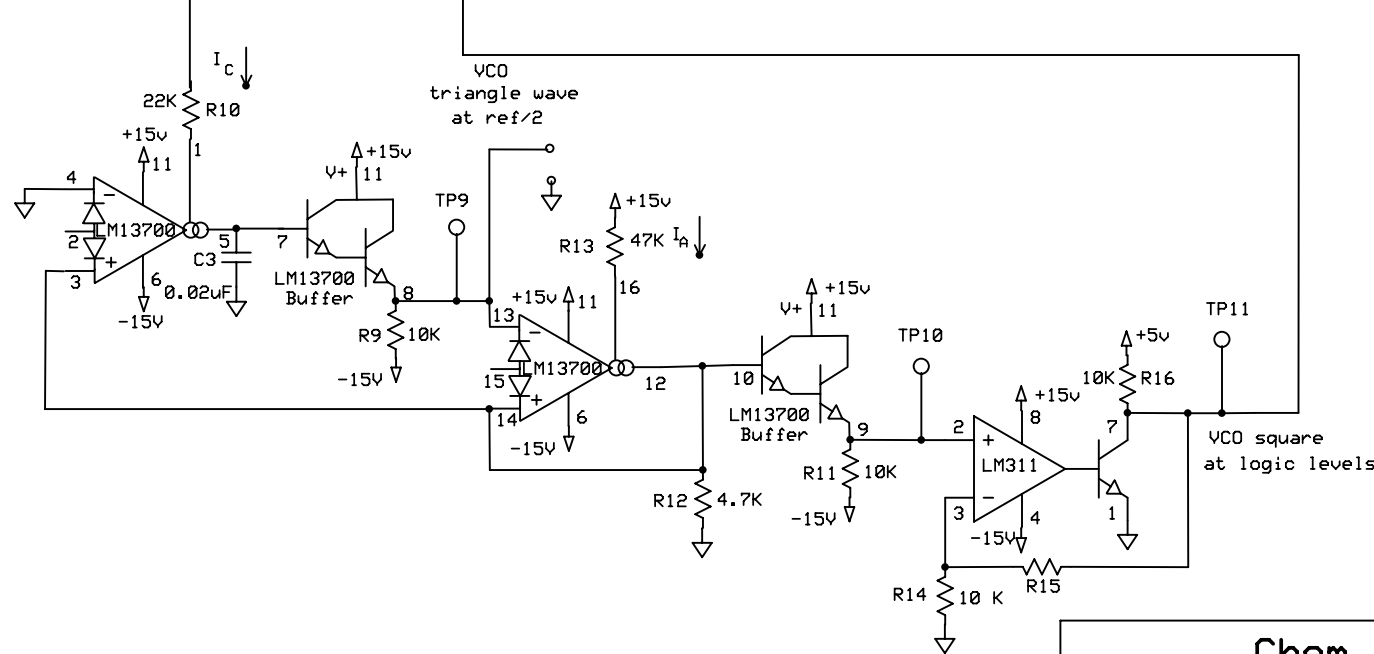 I C
22K
R10
+15v
11
1
4
LM13700
2
3
6
-15V
5
C3
0.02uF
7
V+
+15v
11
LM13700
Buffer
8
R9
10K
-15V
TP9
VCO
triangle wave
at ref/2
+15v
R13
47K
I A
16
+15v
11
13
LM13700
15
14
6
-15V
12
R12
4.7K
V+
+15v
11
10
LM13700
Buffer
9
R11
10K
-15V
TP10
+15v
8
2
LM311
3
4
-15V
R14
10 K
R15
+5v
10K
R16
7
1
TP11
VCO square
at logic levels